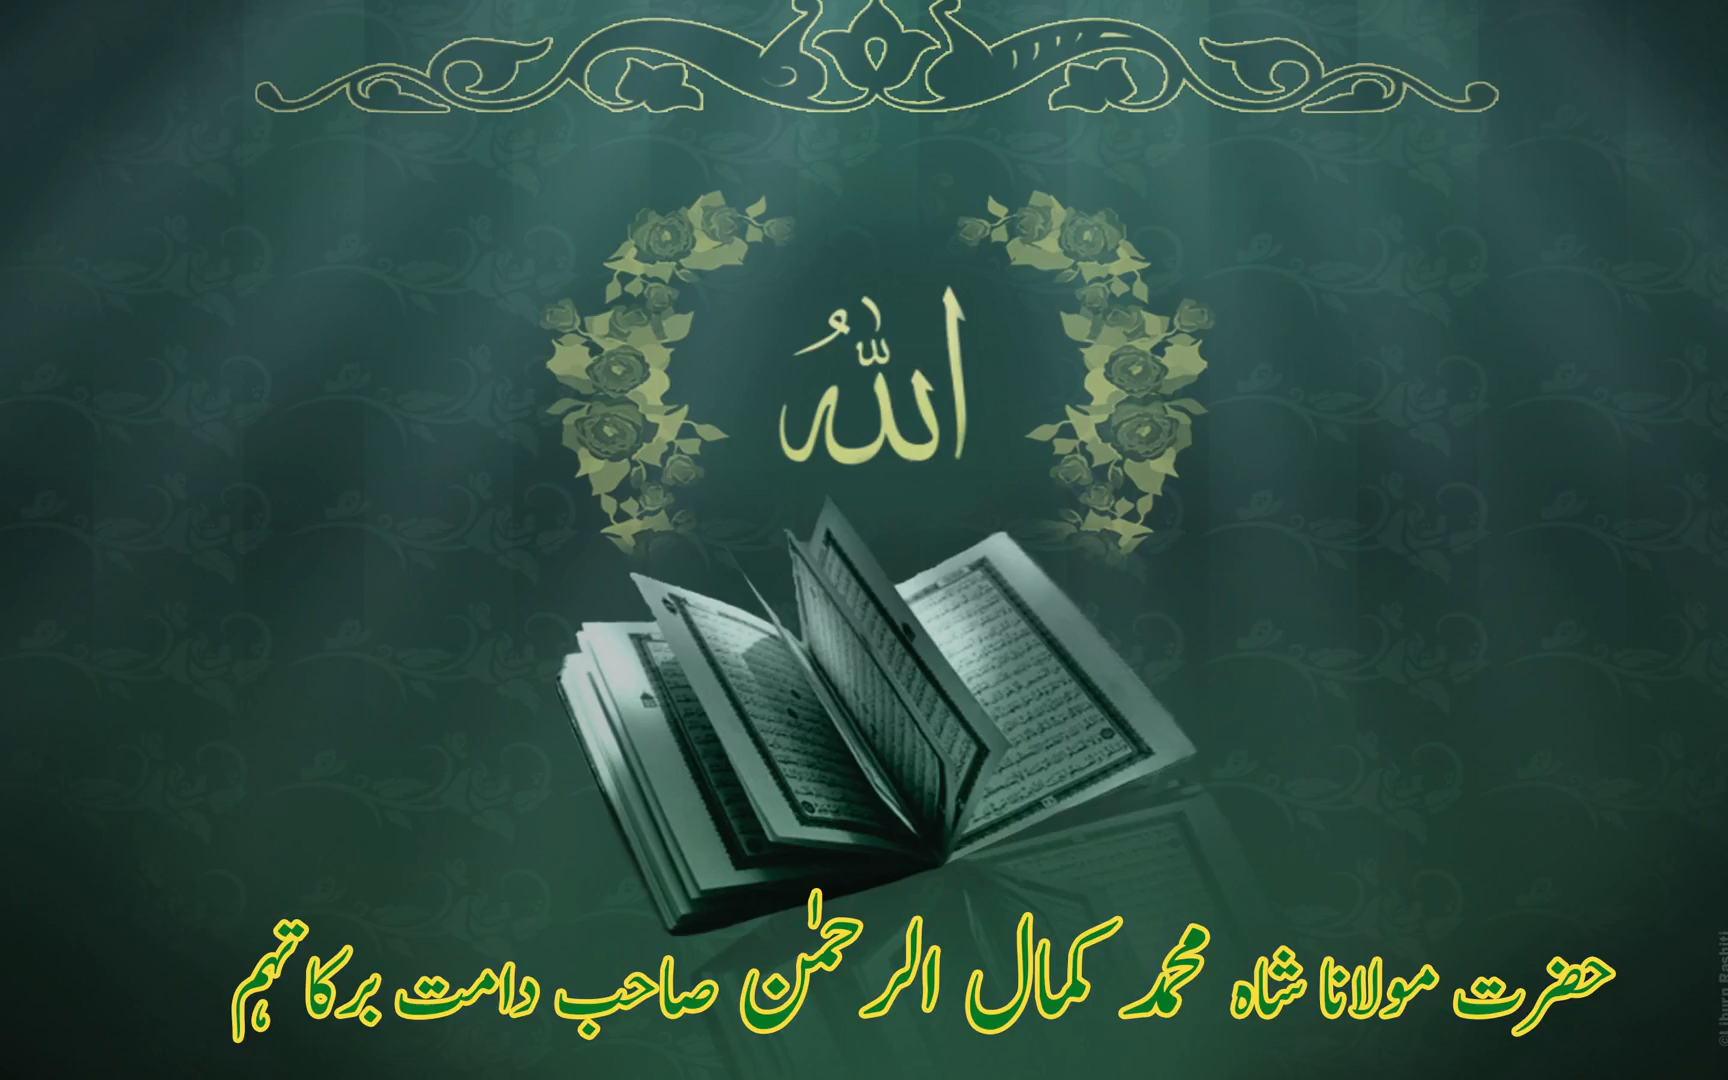 اللهُ
حضرت مولانا شاہ محمد کمال الرحمٰن صاحب دامت برکاتہم